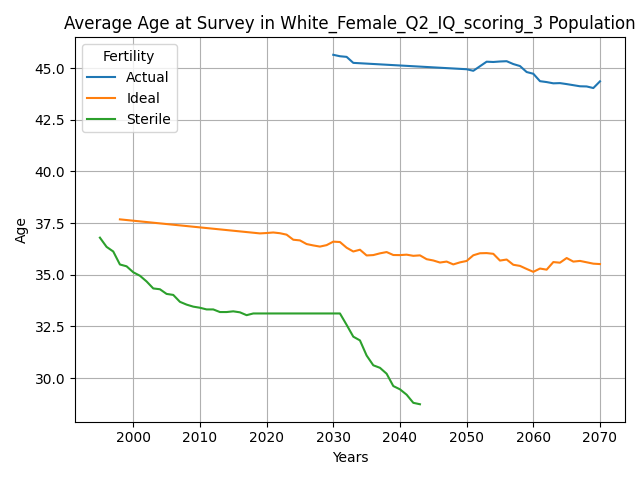 Average Age at Survey in White_Female_Q2_IQ_scoring_3 Population
Fertility
Actual
Ideal
Sterile
45.0
42.5
40.0
37.5
35.0
32.5
30.0
Age
2000 2010 2020 2030 2040 2050 2060 2070
Years